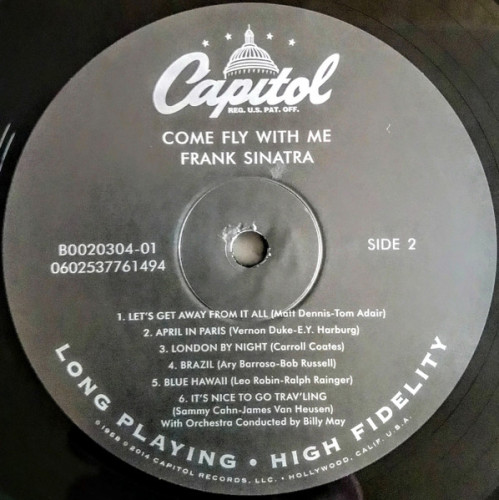 Capitol
REG. U.S. PAT. OFF.
COME FLY WITH ME
FRANK SINATRA
B0020304-01
0602537761494
SIDE 2
1. LET'S GET AWAY FROM IT ALL (Matt Dennis-Tom Adair)
2. APRIL IN PARIS (Vernon Duke-E.Y. Harburg)
3. LONDON BY NIGHT (Carroll Coates)
4. BRAZIL (Ary Barroso-Bob Russell)
5. BLUE HAWAII (Leo Robin-Ralph Rainger)
6. IT'S NICE TO GO TRAV'LING
(Sammy Cahn-James Van Heusen)
With Orchestra Conducted by Billy May
LONG PLAYING • HIGH FIDELITY
℗1958 ©2014 CAPITOL RECORDS, LLC. • HOLLYWOOD, CALIF. U.S.A.